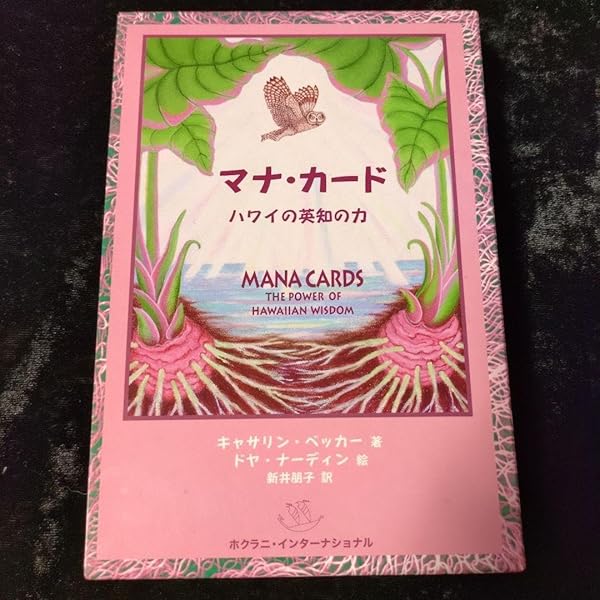 マナ・カード
ハワイの英知の力
MANA CARDS
THE POWER OF
HAWAIIAN WISDOM
キャサリン・ベッカー 著
ドヤ・ナーディン 絵
新井朋子 訳
ホクラニ・インターナショナル